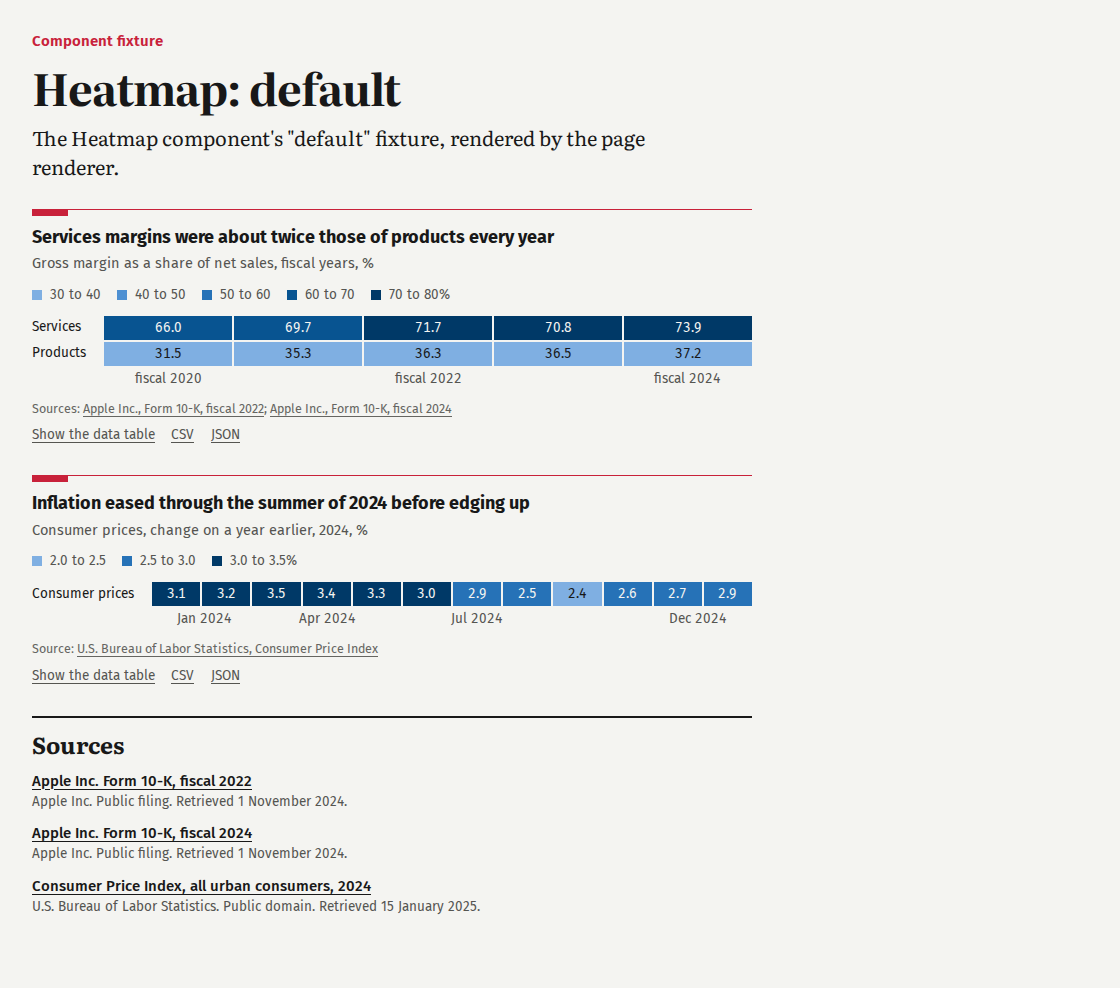 Component fixture
Heatmap: default
The Heatmap component's "default" fixture, rendered by the page
renderer.
Services margins were about twice those of products every year
Gross margin as a share of net sales, fiscal years, %
30 to 40 40 to 50 50 to 60 60 to 70 70 to 80%
Services 66.0 69.7 71.7 70.8 73.9
Products 31.5 35.3 36.3 36.5 37.2
fiscal 2020 fiscal 2022 fiscal 2024
Sources: Apple Inc., Form 10-K, fiscal 2022; Apple Inc., Form 10-K, fiscal 2024
Show the data table CSV JSON
Inflation eased through the summer of 2024 before edging up
Consumer prices, change on a year earlier, 2024, %
2.0 to 2.5 2.5 to 3.0 3.0 to 3.5%
Consumer prices 3.1 3.2 3.5 3.4 3.3 3.0 2.9 2.5 2.4 2.6 2.7 2.9
Jan 2024 Apr 2024 Jul 2024 Dec 2024
Source: U.S. Bureau of Labor Statistics, Consumer Price Index
Show the data table CSV JSON
Sources
Apple Inc. Form 10-K, fiscal 2022
Apple Inc. Public filing. Retrieved 1 November 2024.
Apple Inc. Form 10-K, fiscal 2024
Apple Inc. Public filing. Retrieved 1 November 2024.
Consumer Price Index, all urban consumers, 2024
U.S. Bureau of Labor Statistics. Public domain. Retrieved 15 January 2025.